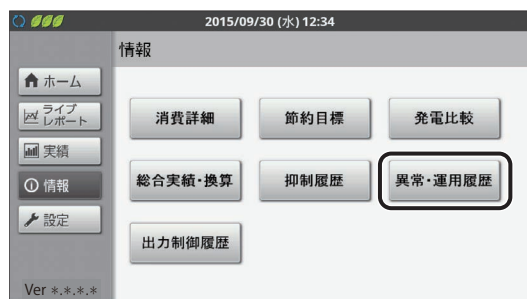 2015/09/30 (水) 12:34
情報
ホーム
ライブ
レポート
実績
情報
設定
消費詳細
節約目標
発電比較
総合実績・換算
抑制履歴
異常・運用履歴
出力制御履歴
Ver *.*.*.*